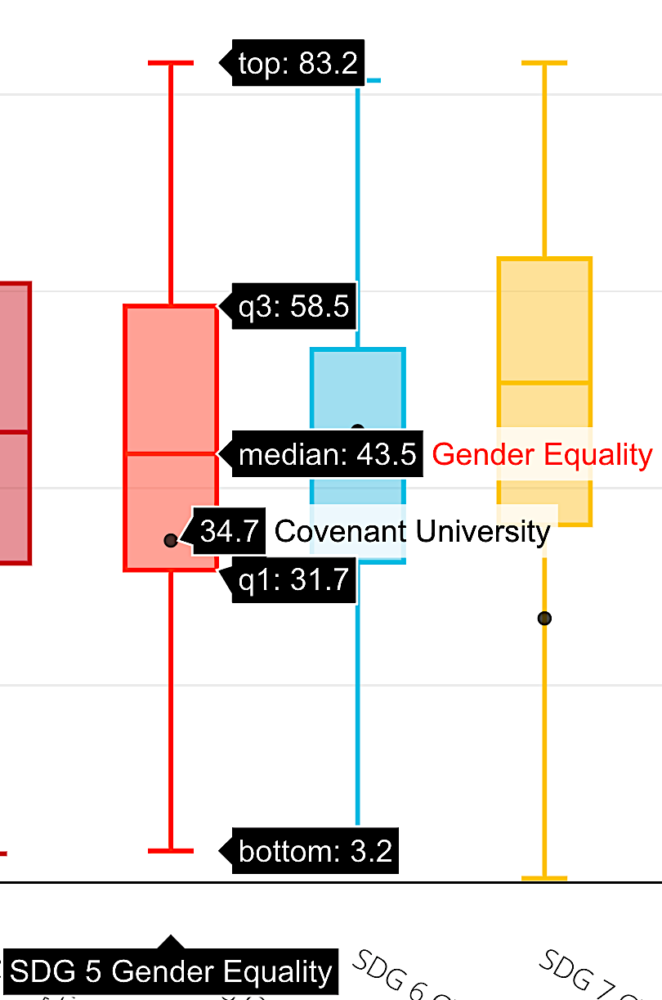 top: 83.2
q3: 58.5
median: 43.5 Gender Equality
34.7 Covenant University
q1: 31.7
bottom: 3.2
SDG 5 Gender Equality
SDG 6
SDG 7